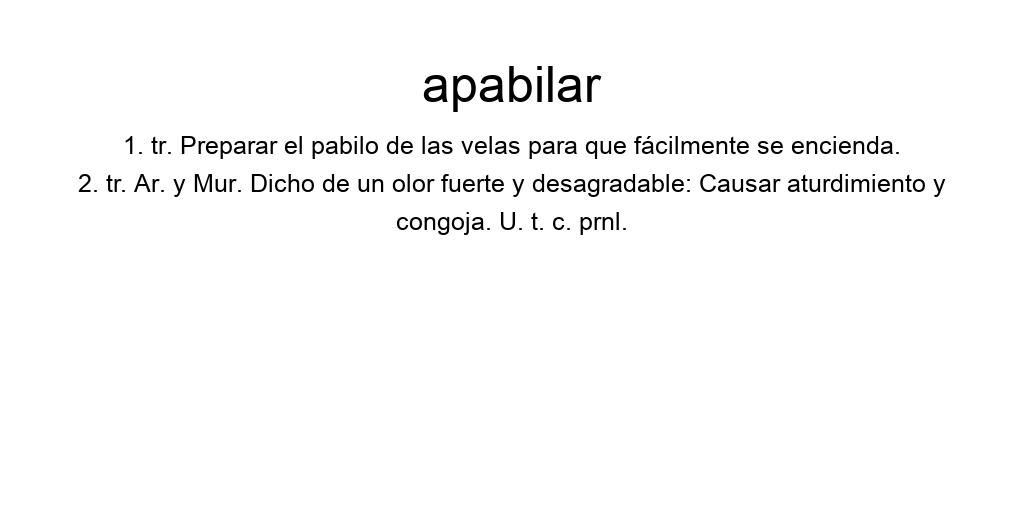 apabilar
1. tr. Preparar el pabilo de las velas para que fácilmente se encienda.
2. tr. Ar. y Mur. Dicho de un olor fuerte y desagradable: Causar aturdimiento y
congoja. U. t. c. prnl.